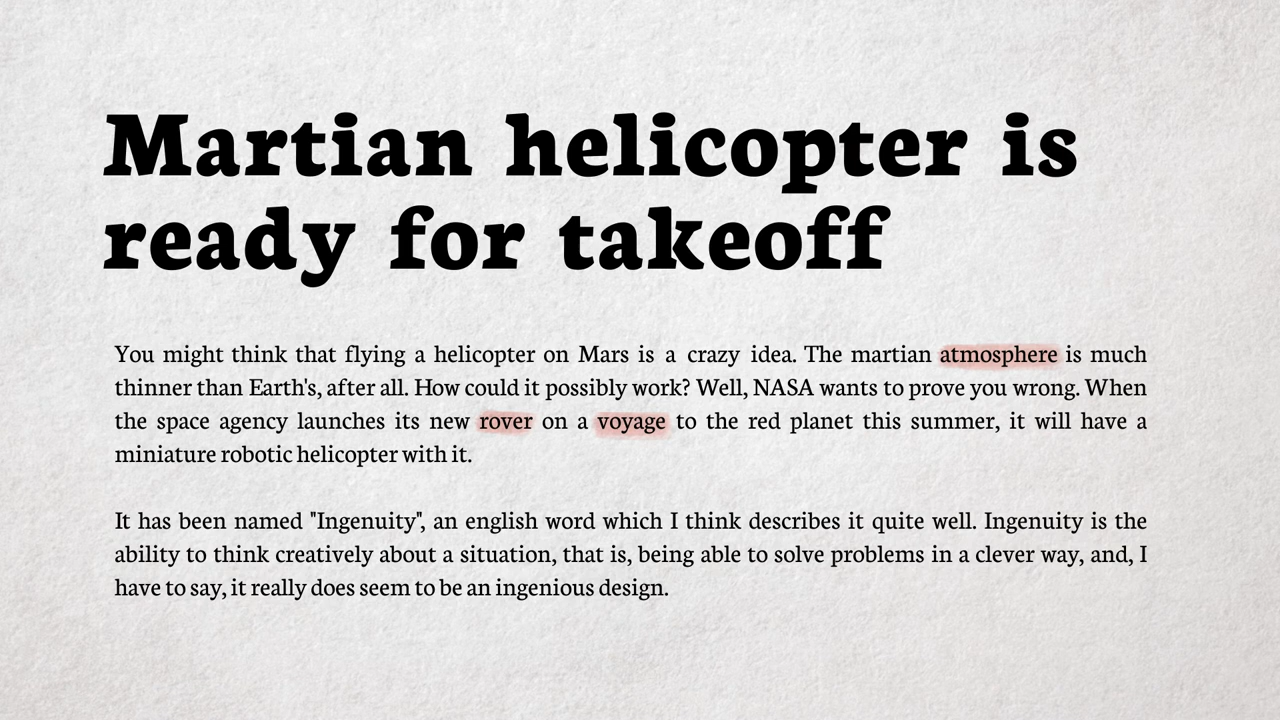 Martian helicopter is
ready for takeoff
You might think that flying a helicopter on Mars is a crazy idea. The martian atmosphere is much
thinner than Earth's, after all. How could it possibly work? Well, NASA wants to prove you wrong. When
the space agency launches its new rover on a voyage to the red planet this summer, it will have a
miniature robotic helicopter with it.
It has been named "Ingenuity", an english word which I think describes it quite well. Ingenuity is the
ability to think creatively about a situation, that is, being able to solve problems in a clever way, and, I
have to say, it really does seem to be an ingenious design.